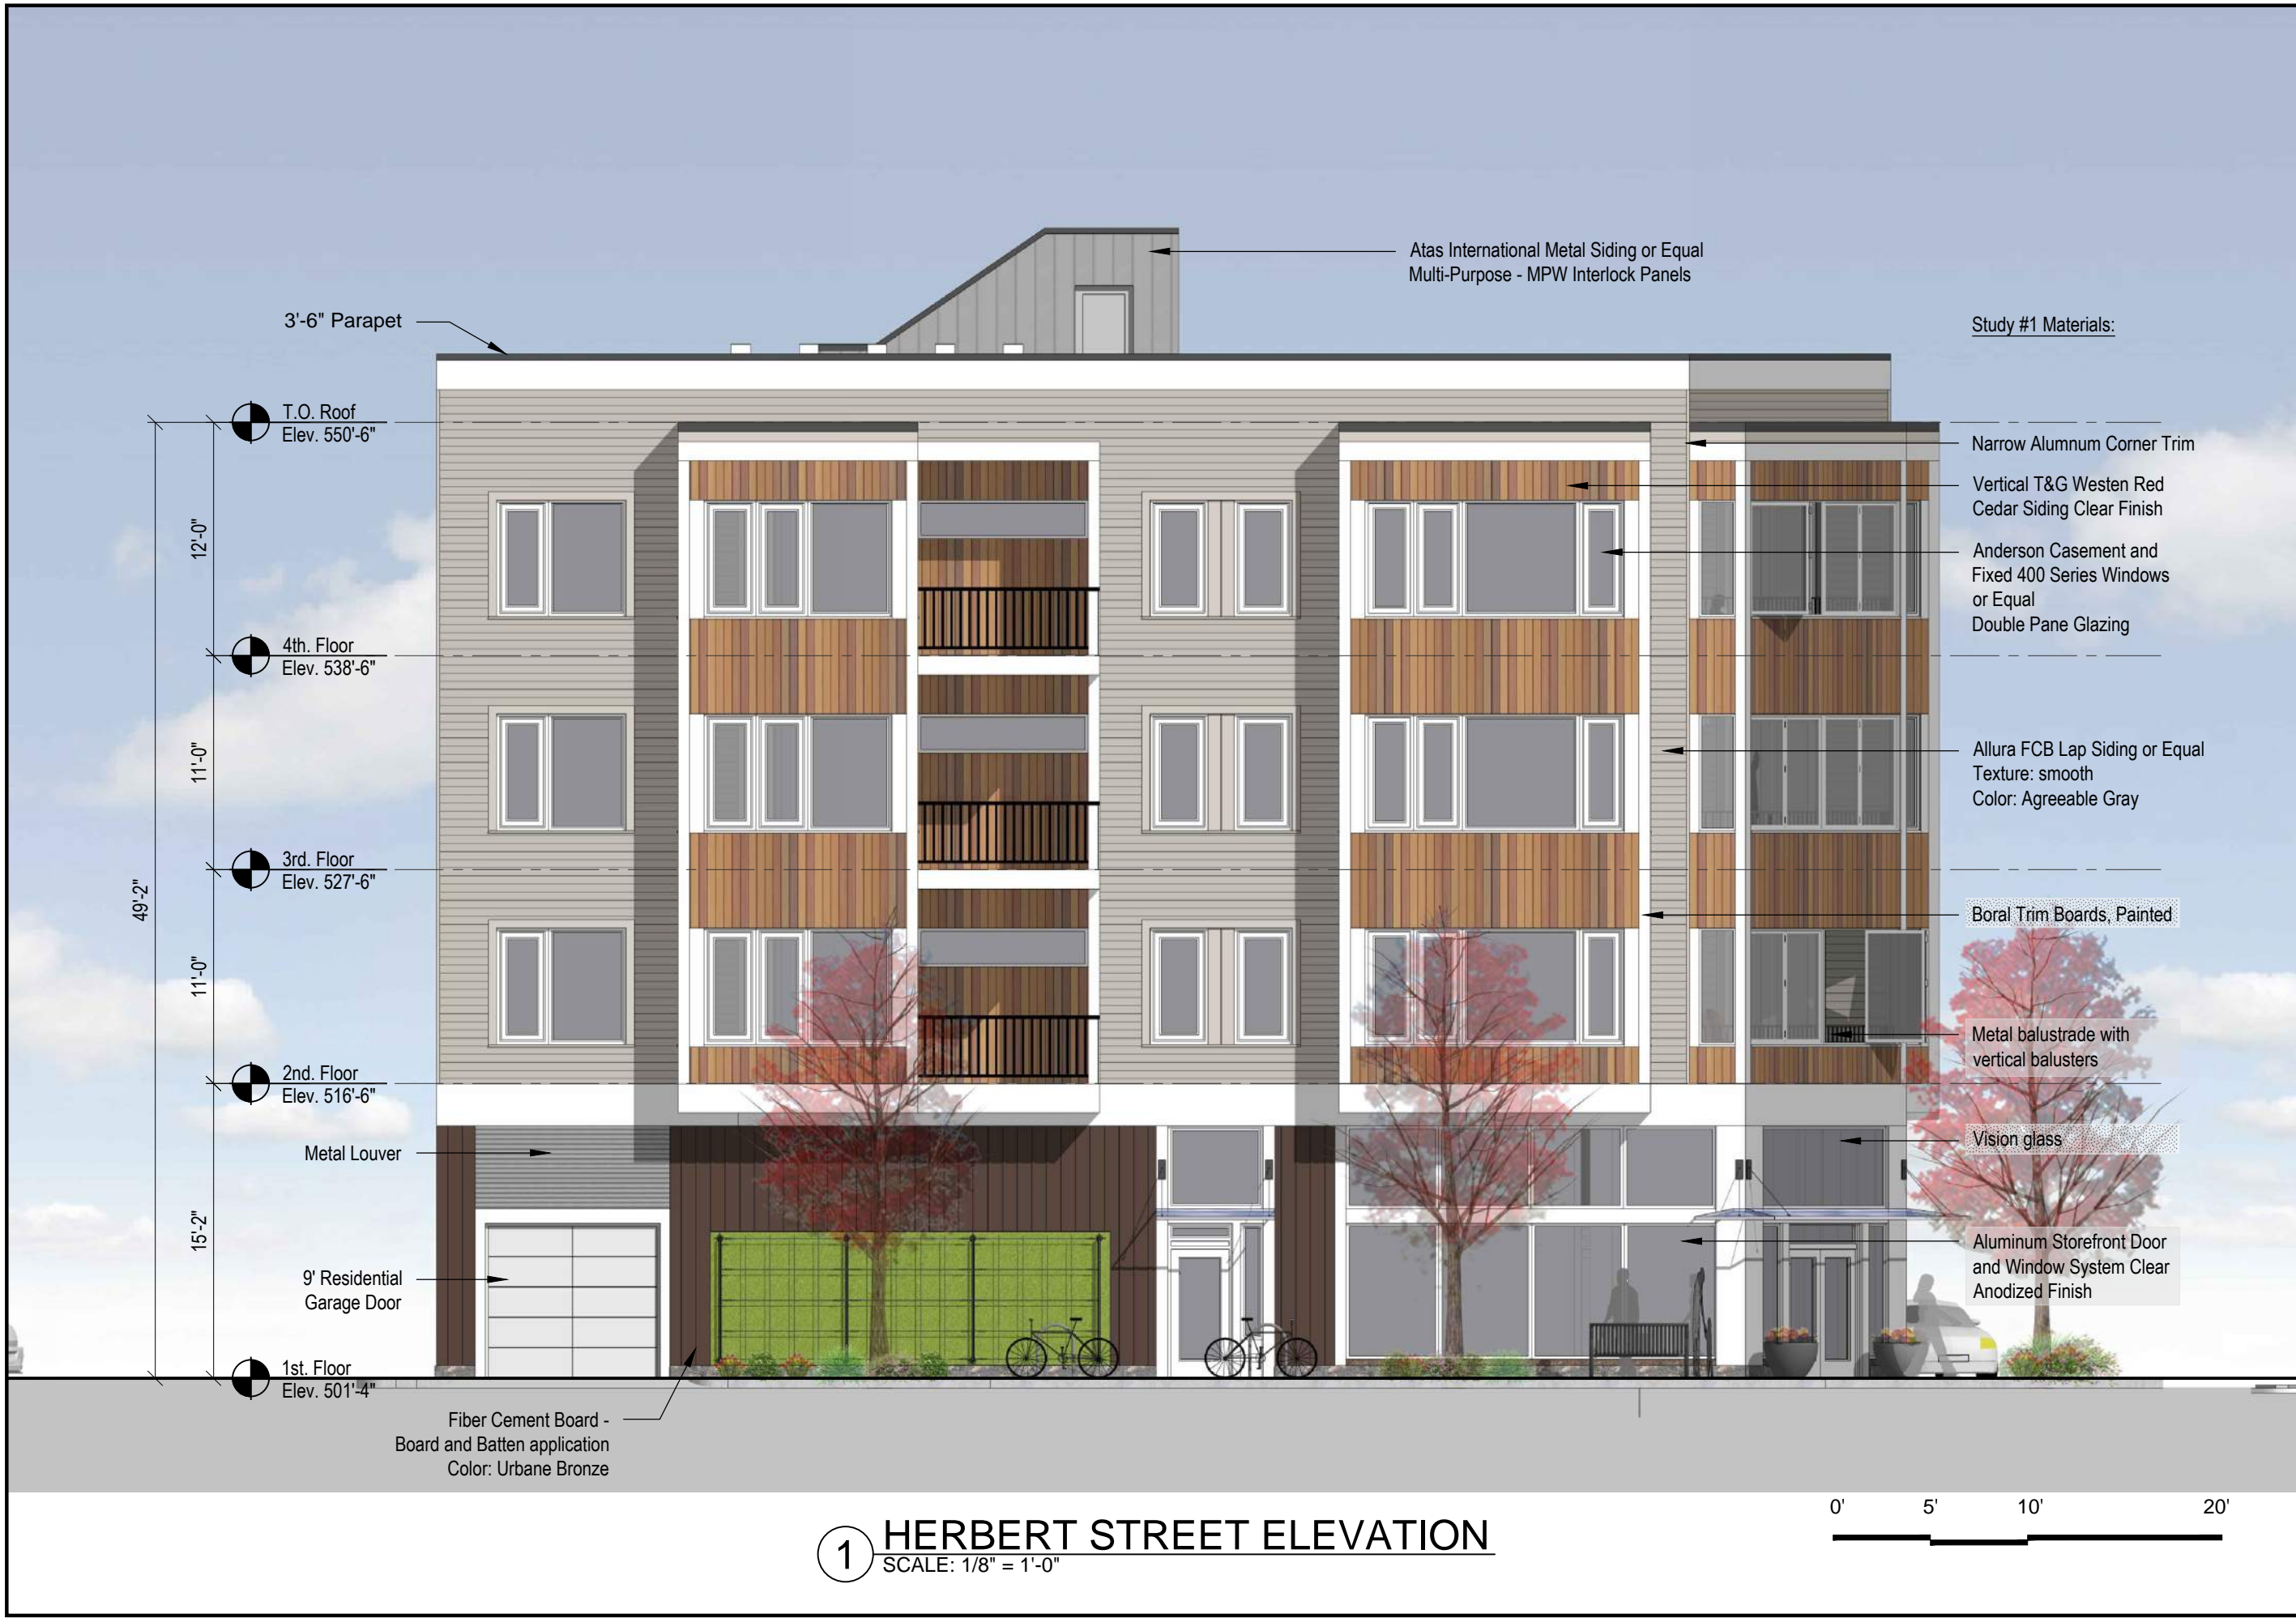 Atas International Metal Siding or Equal
Multi-Purpose - MPW Interlock Panels
3'-6" Parapet
Study #1 Materials:
T.O. Roof
Elev. 550'-6"
Narrow Alumnum Corner Trim
Vertical T&G Westen Red
Cedar Siding Clear Finish
12'-0"
Anderson Casement and
Fixed 400 Series Windows
or Equal
Double Pane Glazing
4th. Floor
Elev. 538'-6"
11'-0"
Allura FCB Lap Siding or Equal
Texture: smooth
Color: Agreeable Gray
3rd. Floor
Elev. 527'-6"
49'-2"
Boral Trim Boards, Painted
11'-0"
Metal balustrade with
vertical balusters
2nd. Floor
Elev. 516'-6"
Metal Louver
Vision glass
15'-2"
Aluminum Storefront Door
and Window System Clear
Anodized Finish
9' Residential
Garage Door
1st. Floor
Elev. 501'-4"
Fiber Cement Board -
Board and Batten application
Color: Urbane Bronze
0' 5' 10' 20'
1 HERBERT STREET ELEVATION
SCALE: 1/8" = 1'-0"